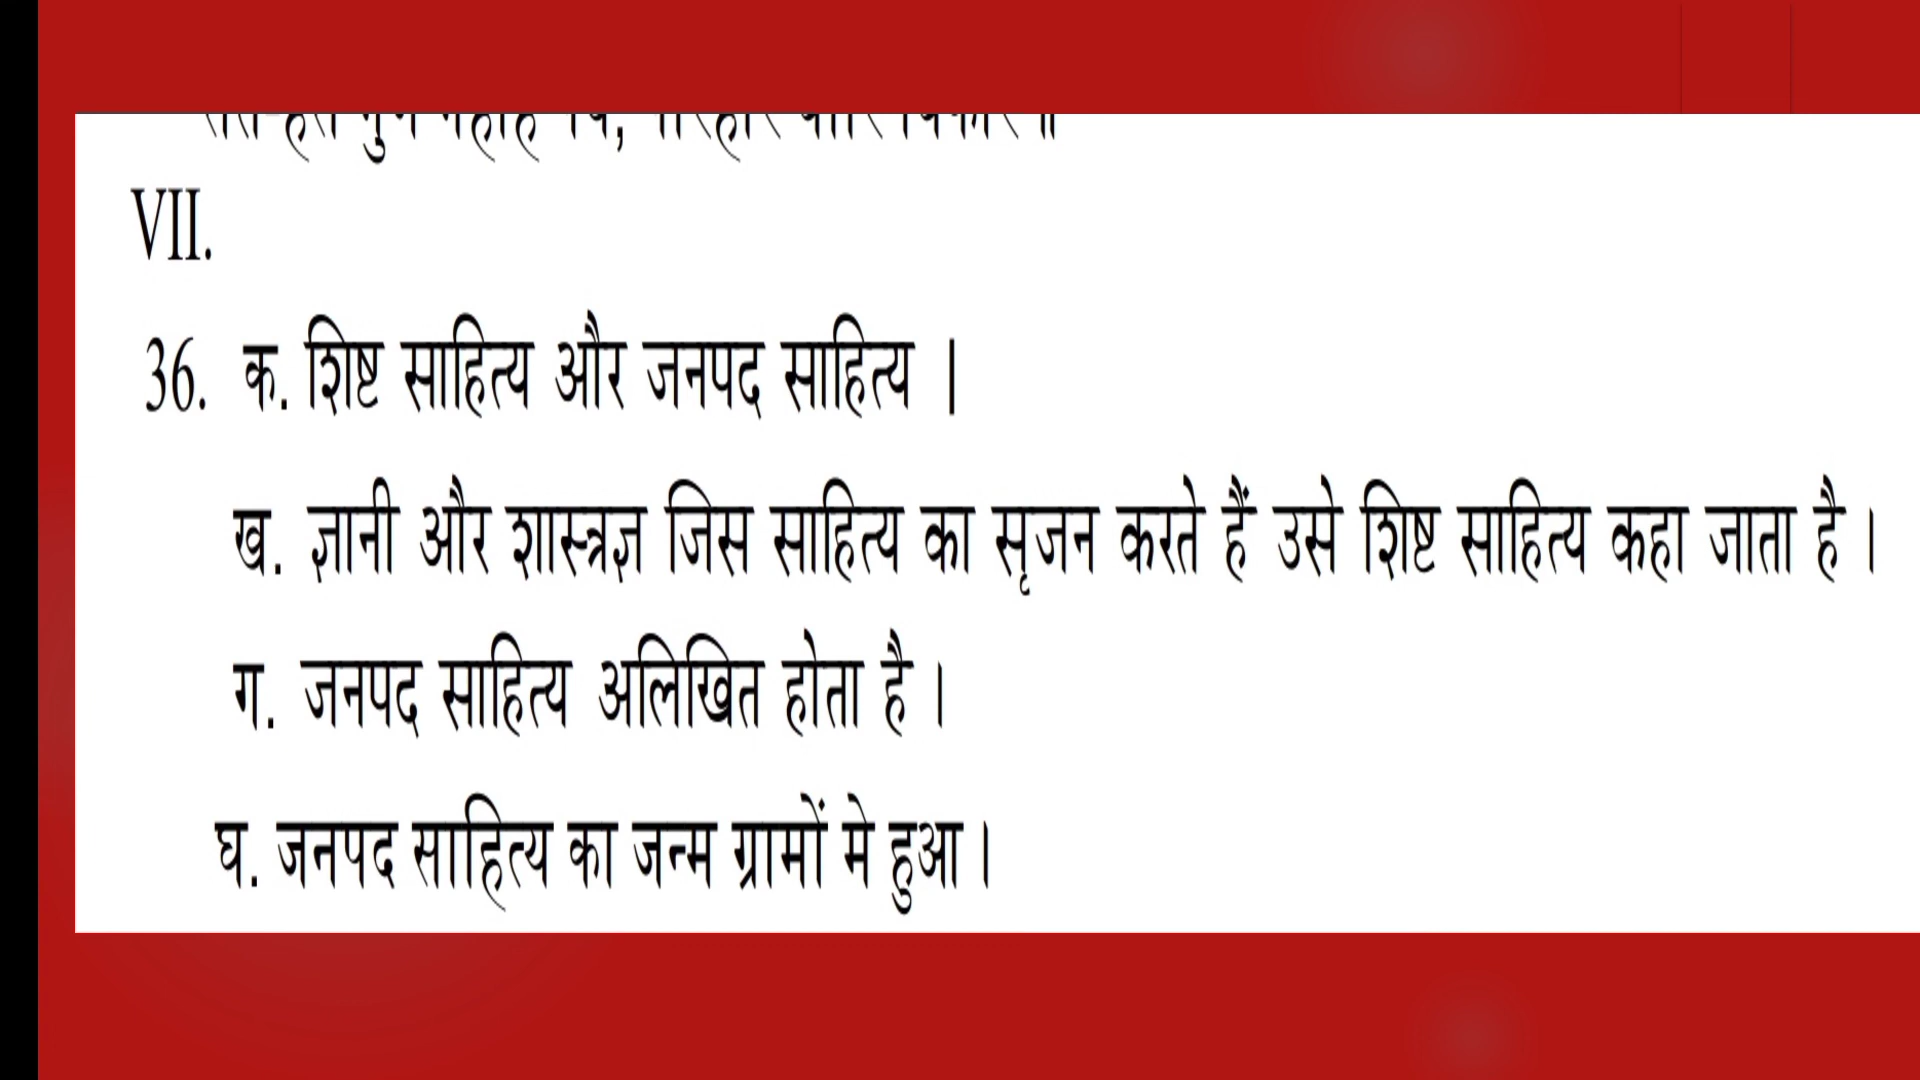 VII.
36. क. शिष्ट साहित्य और जनपद साहित्य ।
ख. ज्ञानी और शास्त्रज्ञ जिस साहित्य का सृजन करते हैं उसे शिष्ट साहित्य कहा जाता है ।
ग. जनपद साहित्य अलिखित होता है ।
घ. जनपद साहित्य का जन्म ग्रामों मे हुआ ।